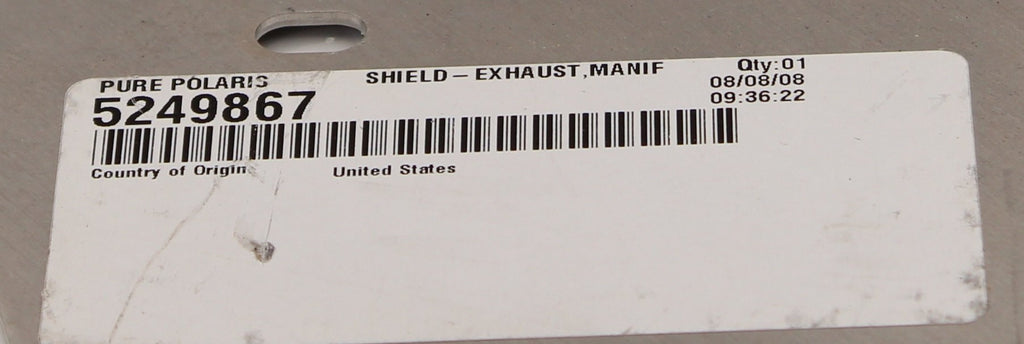 PURE POLARIS SHIELD - EXHAUST,MANIF Qty:01
5249867 08/08/08
09:36:22
Country of Origin United States